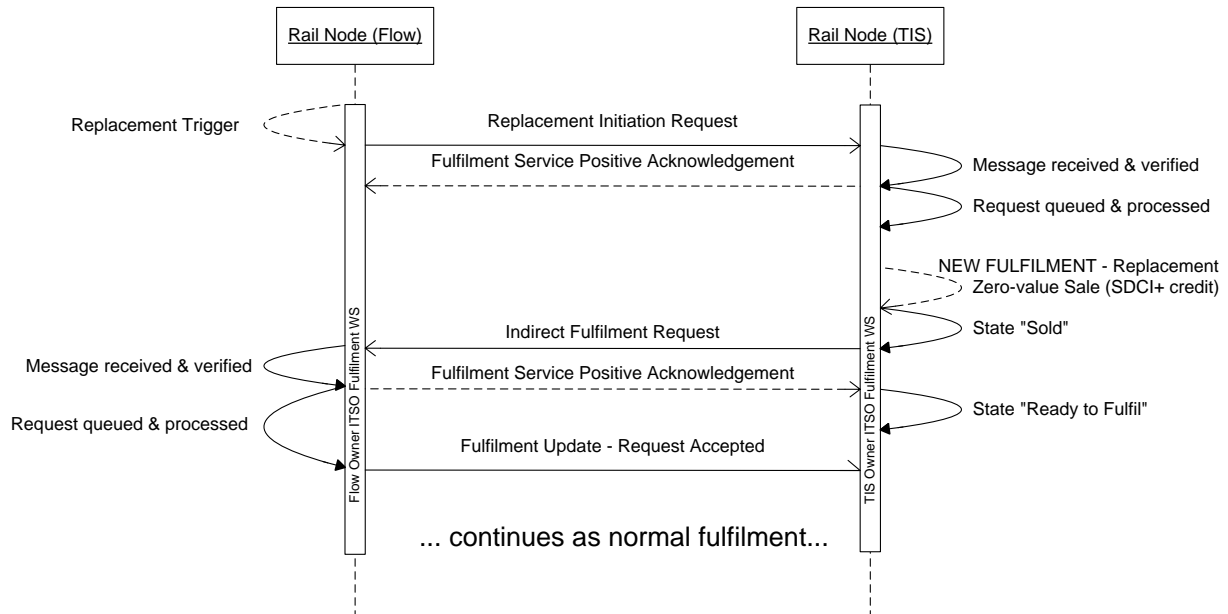 Rail Node (Flow)
Rail Node (TIS)
Replacement Trigger
Replacement Initiation Request
Fulfilment Service Positive Acknowledgement
Message received & verified
Request queued & processed
NEW FULFILMENT - Replacement
Zero-value Sale (SDCI+ credit)
State "Sold"
Indirect Fulfilment Request
Message received & verified
Fulfilment Service Positive Acknowledgement
State "Ready to Fulfil"
Request queued & processed
Fulfilment Update - Request Accepted
Flow Owner ITSO Fulfilment WS
TIS Owner ITSO Fulfilment WS
... continues as normal fulfilment...